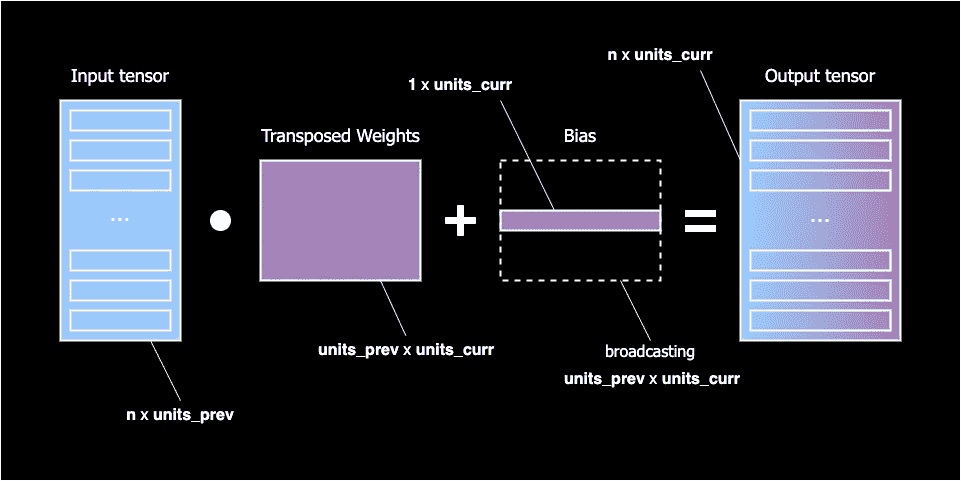 n x units_curr
Input tensor
Output tensor
1 x units_curr
Transposed Weights
Bias
...
...
units_prev x units_curr
broadcasting
units_prev x units_curr
n x units_prev